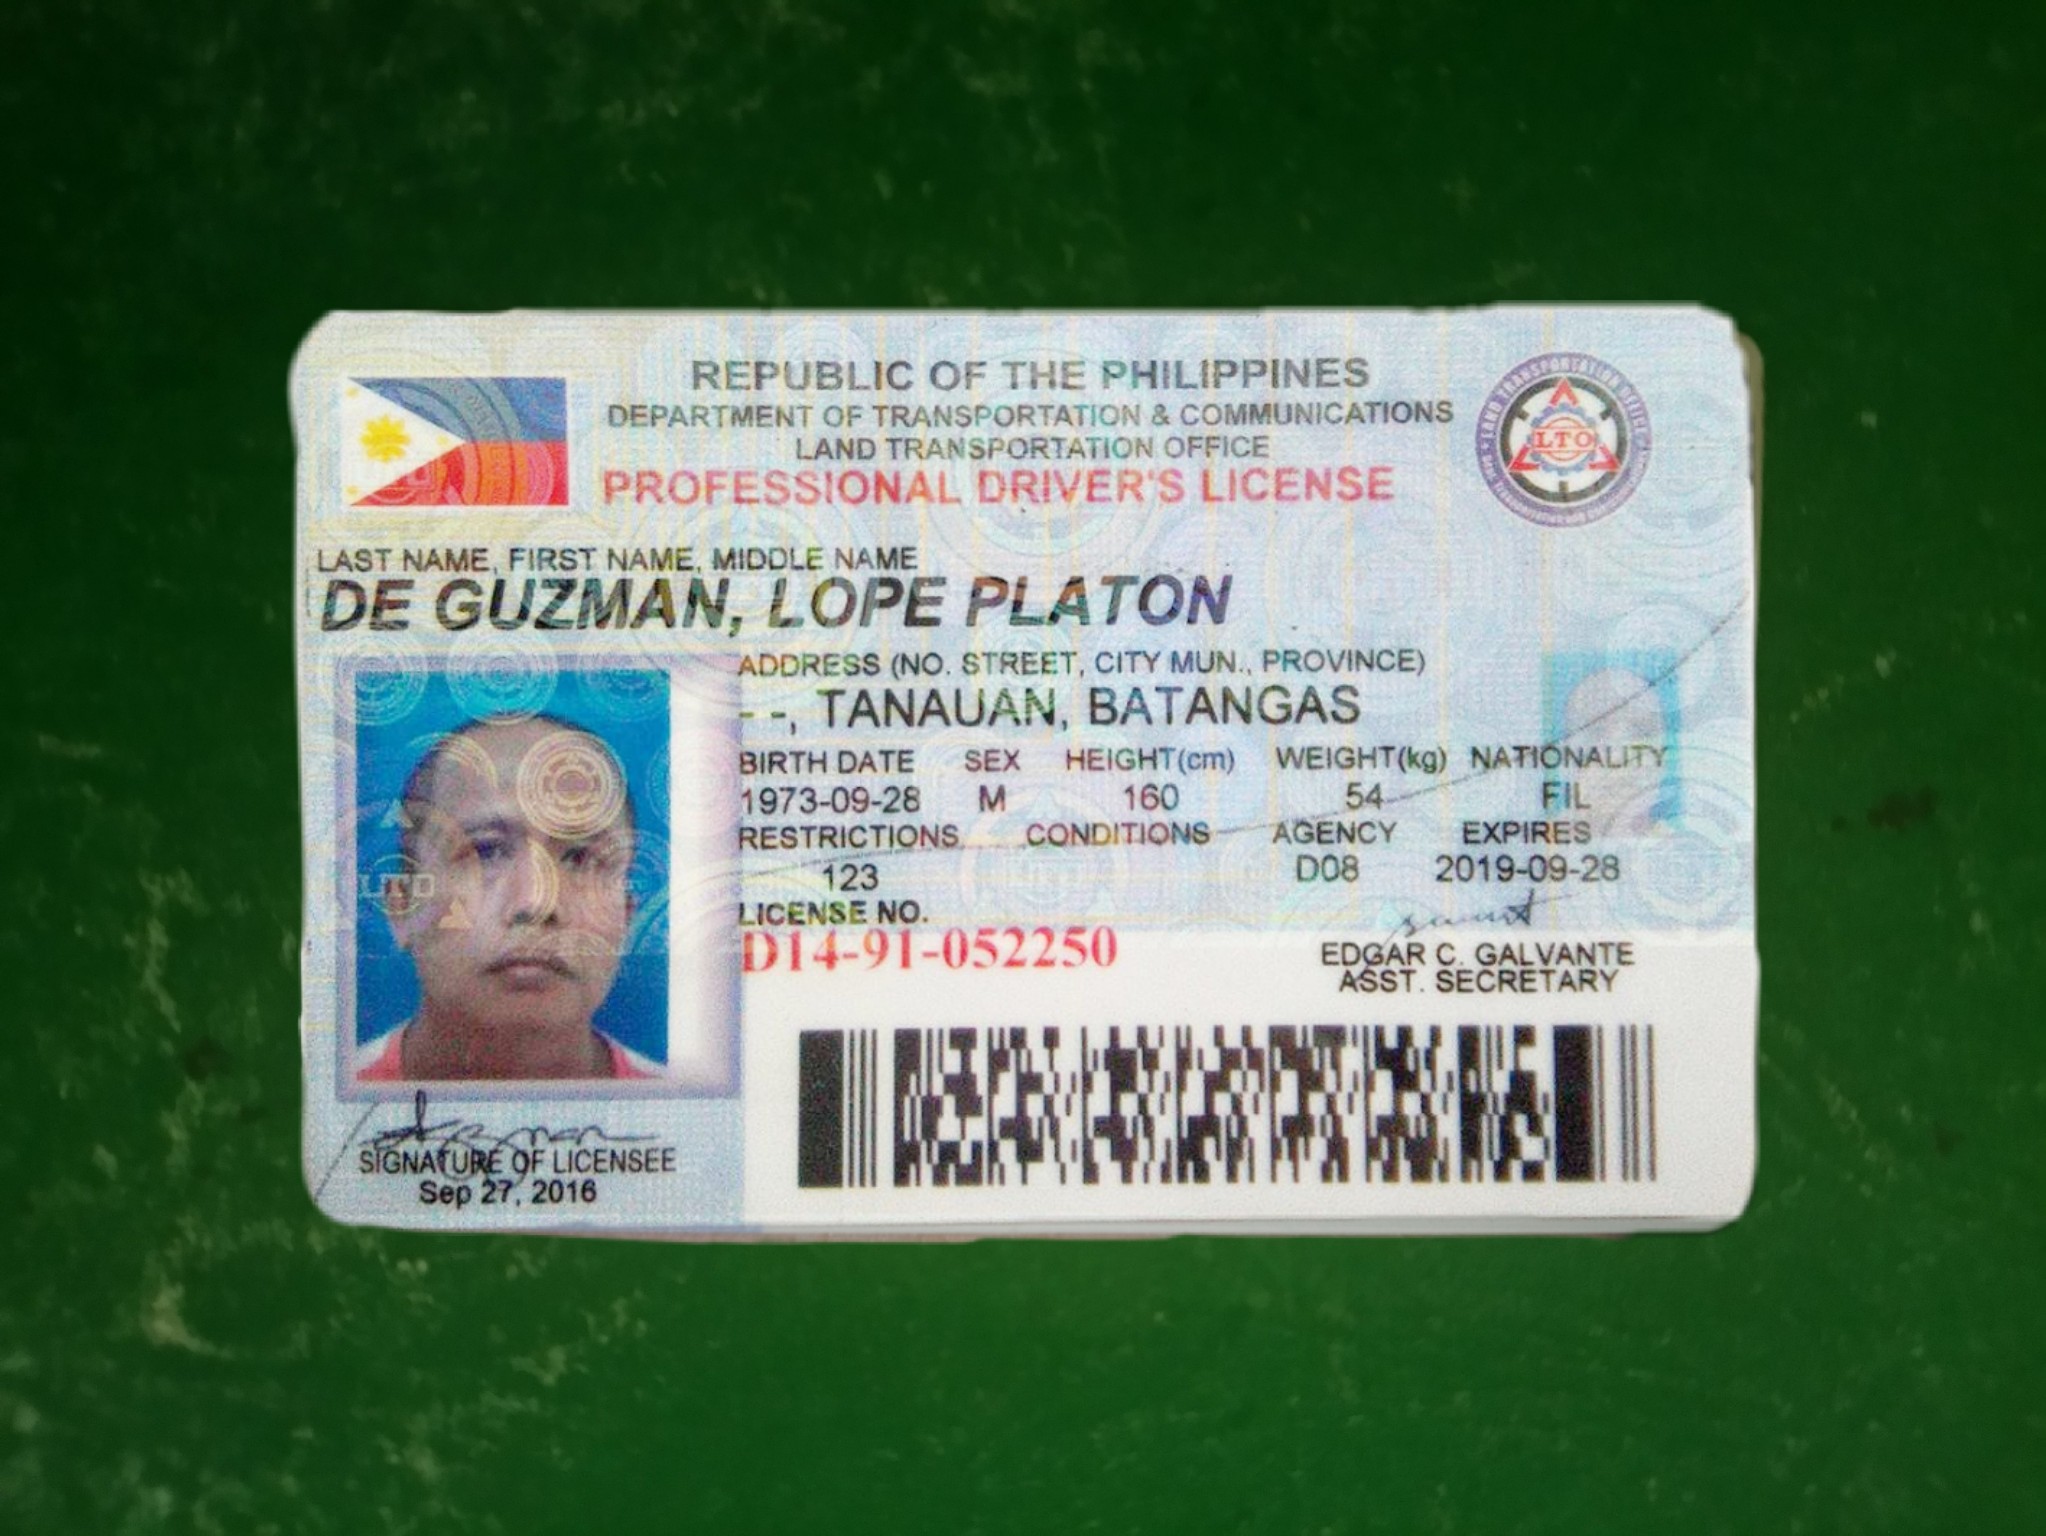 REPUBLIC OF THE PHILIPPINES
DEPARTMENT OF TRANSPORTATION & COMMUNICATIONS
LAND TRANSPORTATION OFFICE
PROFESSIONAL DRIVER'S LICENSE
LTO
LAST NAME, FIRST NAME, MIDDLE NAME
DE GUZMAN, LOPE PLATON
ADDRESS (NO. STREET, CITY MUN., PROVINCE)
- -, TANAUAN, BATANGAS
BIRTH DATE SEX HEIGHT(cm) WEIGHT(kg) NATIONALITY
1973-09-28 M 160 54 FIL
RESTRICTIONS CONDITIONS AGENCY EXPIRES
123 D08 2019-09-28
LICENSE NO.
D14-91-052250
EDGAR C. GALVANTE
ASST. SECRETARY
SIGNATURE OF LICENSEE
Sep 27, 2016